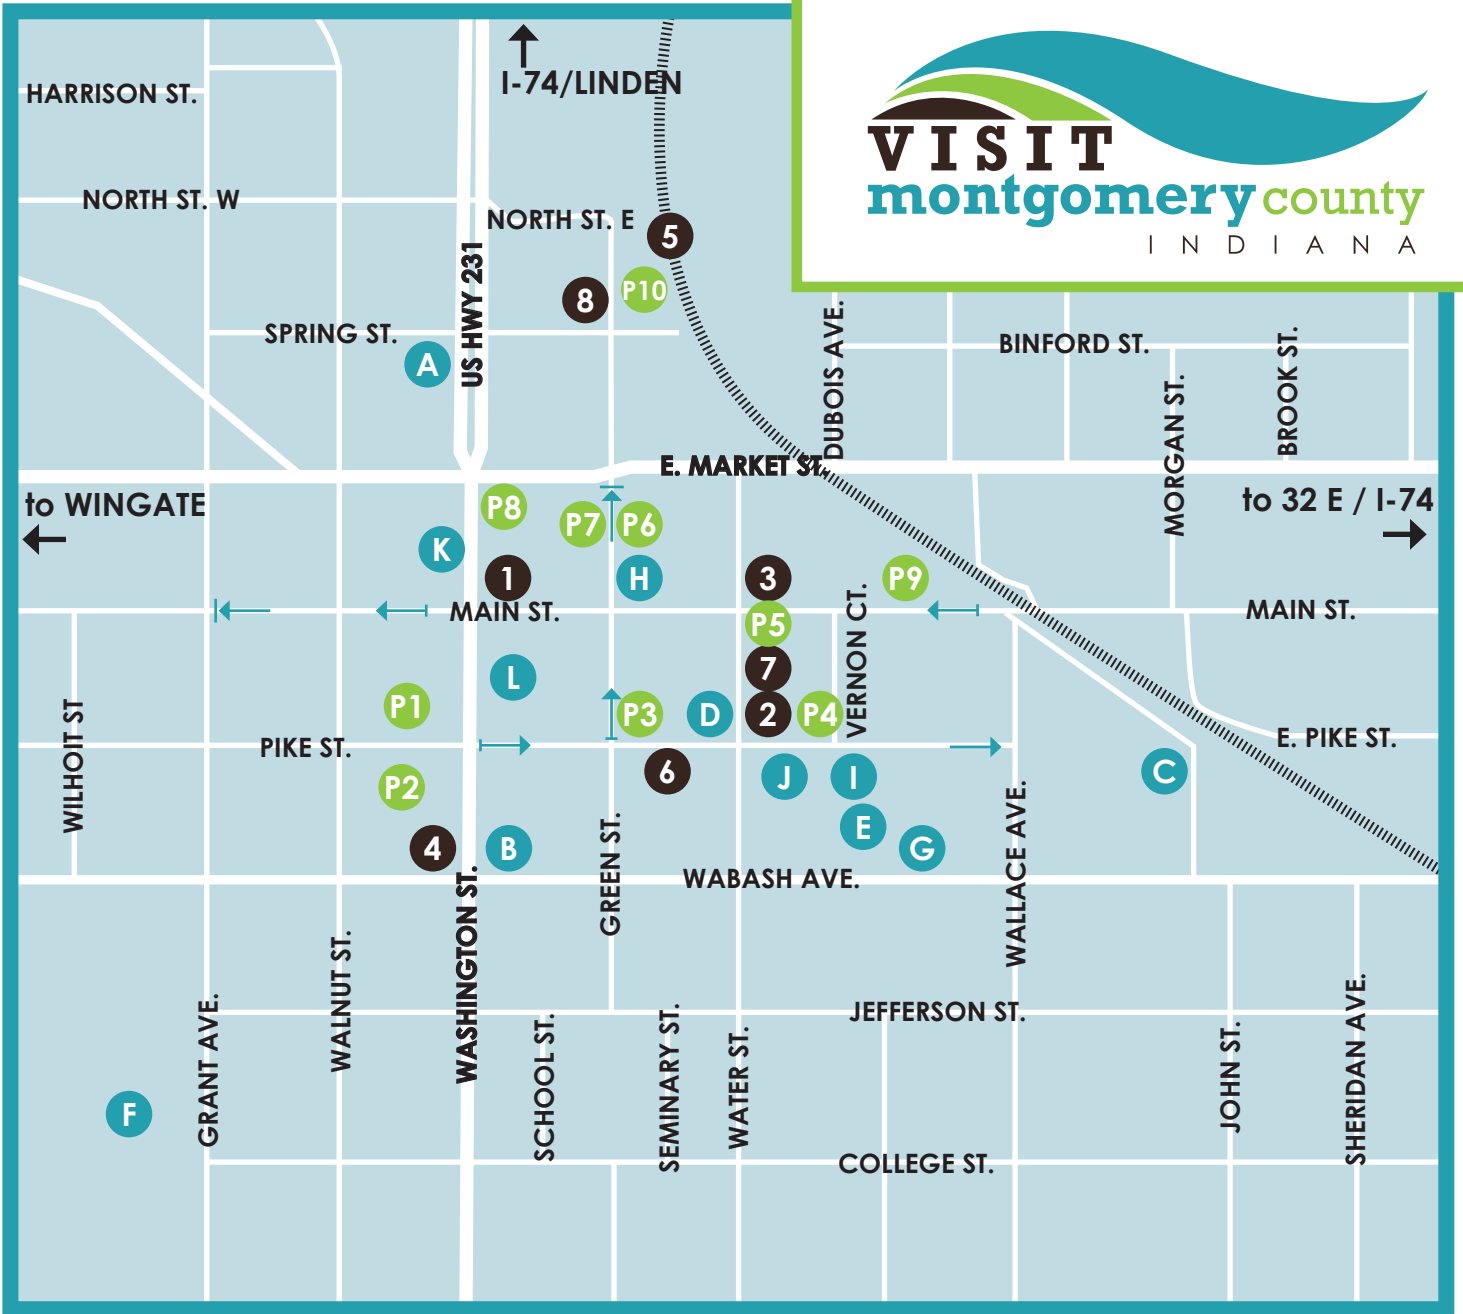 I-74/LINDEN
VISIT
montgomery county
INDIANA
HARRISON ST.
NORTH ST. W
NORTH ST. E
5
8
P10
US HWY 231
SPRING ST.
A
DUBOIS AVE.
BINFORD ST.
BROOK ST.
MORGAN ST.
E. MARKET ST.
to WINGATE
to 32 E / I-74
P8
P7
P6
K
1
H
3
P9
MAIN ST.
MAIN ST.
P5
VERNON CT.
7
L
P1
P3
D
2
P4
WILHOIT ST
PIKE ST.
E. PIKE ST.
6
J
I
C
P2
E
4
B
G
GREEN ST.
WALLACE AVE.
WABASH AVE.
WASHINGTON ST.
WALNUT ST.
GRANT AVE.
JEFFERSON ST.
SCHOOL ST.
SEMINARY ST.
WATER ST.
JOHN ST.
SHERIDAN AVE.
F
COLLEGE ST.